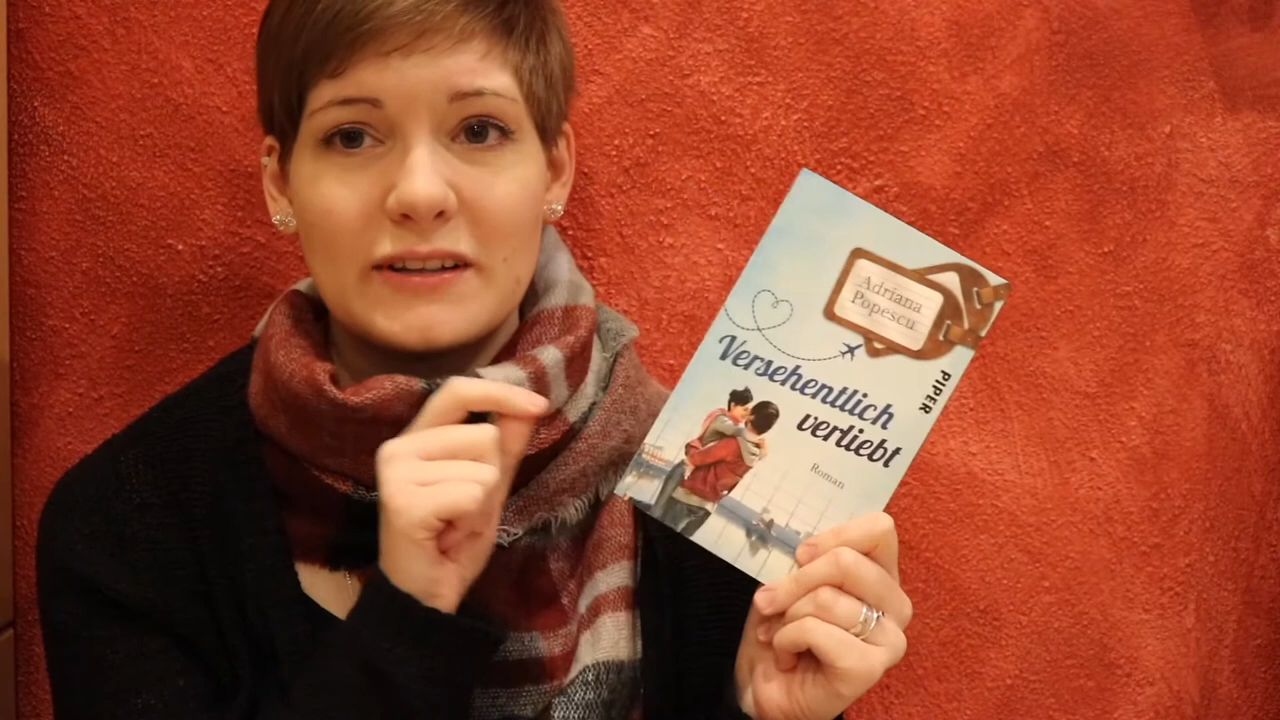 Adriana
Popescu
Versehentlich
verliebt
Roman
PIPER